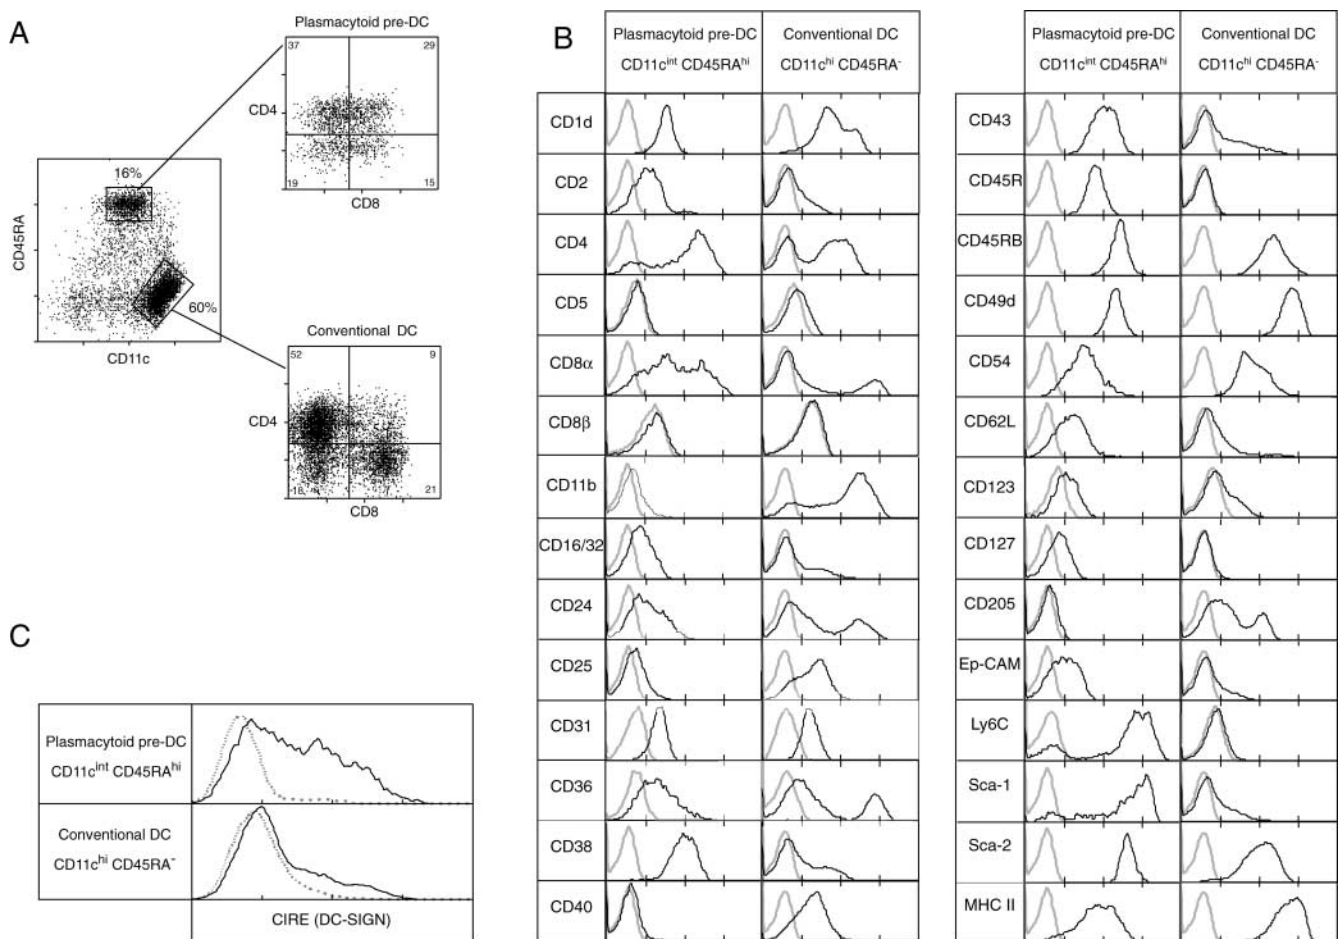 A
Plasmacytoid pre-DC
37
29
CD4
19
15
CD8
16%
CD45RA
60%
CD11c
Conventional DC
52
9
CD4
18
21
CD8
B
Plasmacytoid pre-DC
CD11c^int CD45RA^hi
Conventional DC
CD11c^hi CD45RA^-
CD1d
CD2
CD4
CD5
CD8α
CD8β
CD11b
CD16/32
CD24
CD25
CD31
CD36
CD38
CD40
Plasmacytoid pre-DC
CD11c^int CD45RA^hi
Conventional DC
CD11c^hi CD45RA^-
CD43
CD45R
CD45RB
CD49d
CD54
CD62L
CD123
CD127
CD205
Ep-CAM
Ly6C
Sca-1
Sca-2
MHC II
C
Plasmacytoid pre-DC
CD11c^int CD45RA^hi
Conventional DC
CD11c^hi CD45RA^-
CIRE (DC-SIGN)